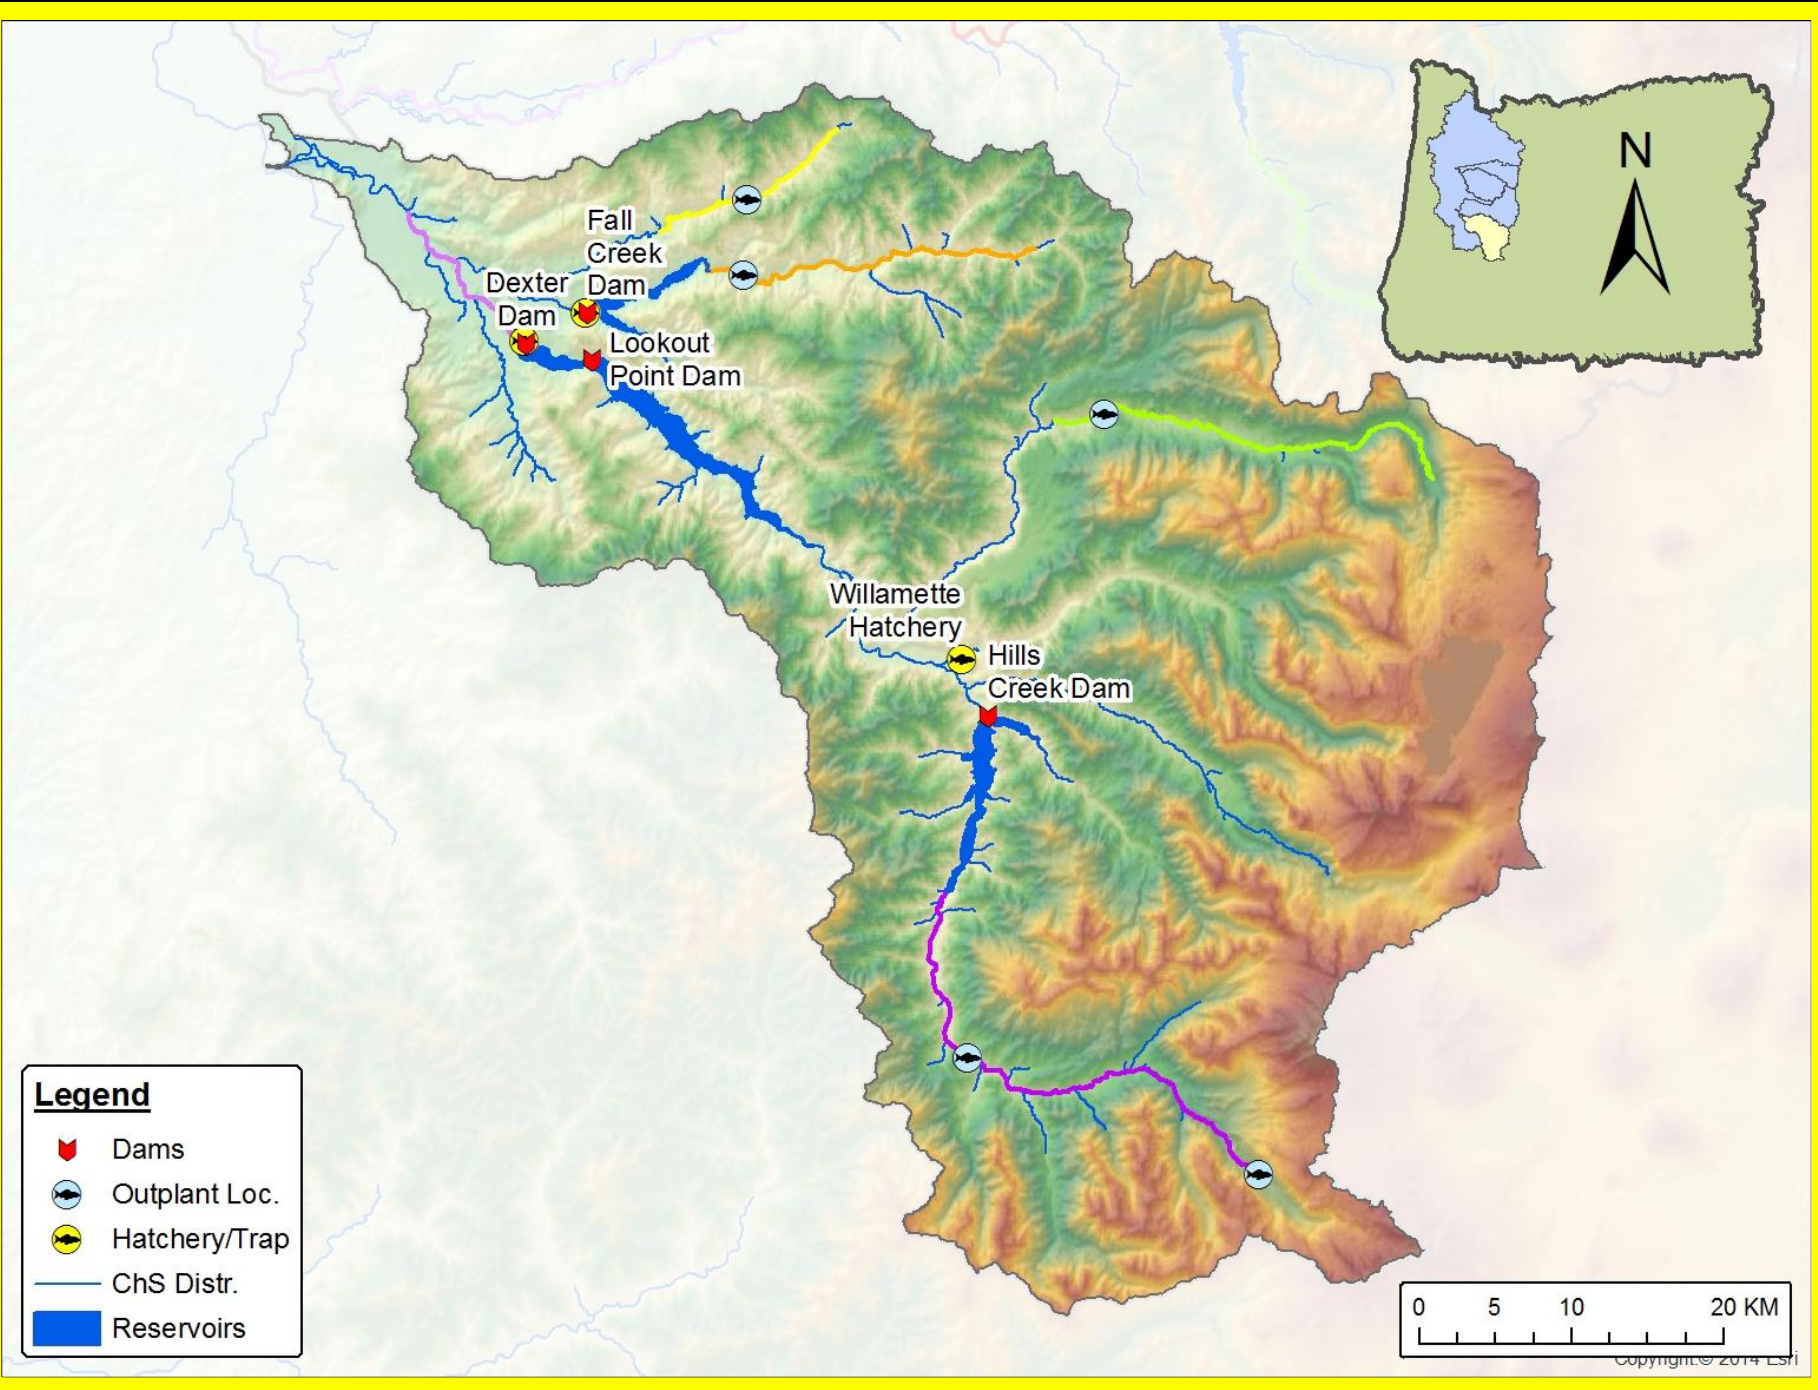 N
Fall
Creek
Dam
Dexter
Dam
Lookout
Point Dam
Willamette
Hatchery
Hills
Creek Dam
Legend
Dams
Outplant Loc.
Hatchery/Trap
ChS Distr.
Reservoirs
0 5 10 20 KM
Copyright:© 2014 Esri